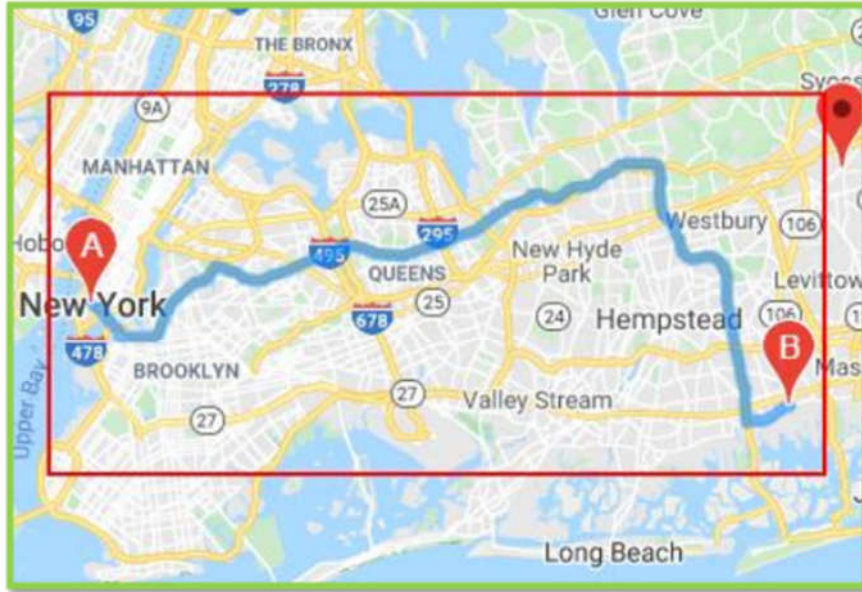 Glen Cove
95
THE BRONX
278
9A
Syoss
MANHATTAN
25A
Hobo
A
295
495
Westbury
106
New Hyde
Park
QUEENS
Levittow
New York
25
678
24
Hempstead
106
478
B
BROOKLYN
Mas
27
27
Valley Stream
Upper Bay
Long Beach